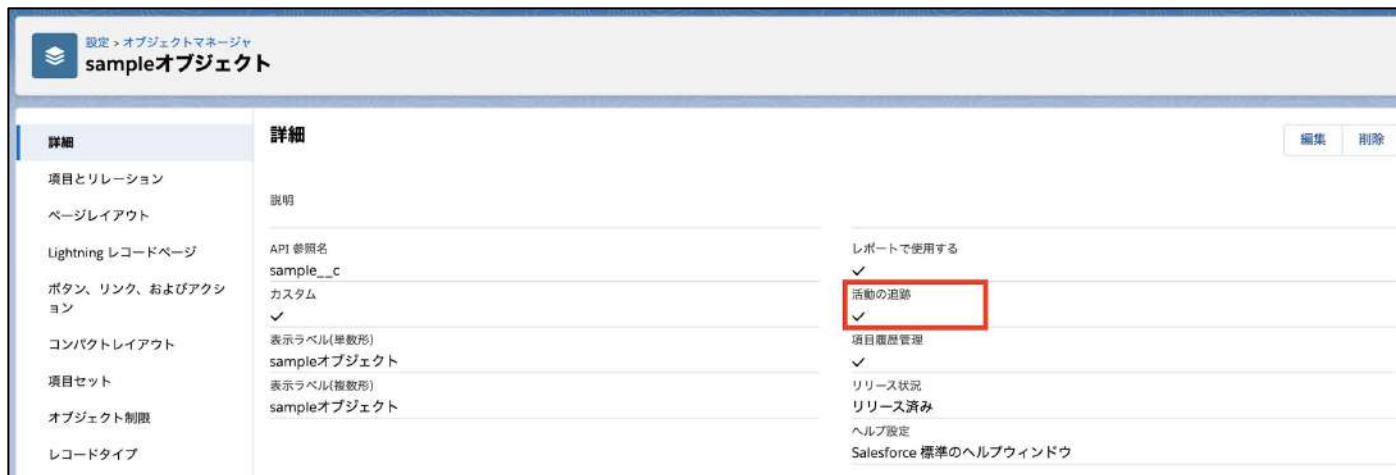 設定 > オブジェクトマネージャ
sampleオブジェクト
詳細
項目とリレーション
ページレイアウト
Lightning レコードページ
ボタン、リンク、およびアクシ
ョン
コンパクトレイアウト
項目セット
オブジェクト制限
レコードタイプ
詳細
編集
削除
説明
API 参照名
sample__c
カスタム
✓
表示ラベル(単数形)
sampleオブジェクト
表示ラベル(複数形)
sampleオブジェクト
レポートで使用する
✓
活動の追跡
✓
項目履歴管理
✓
リリース状況
リリース済み
ヘルプ設定
Salesforce 標準のヘルプウィンドウ